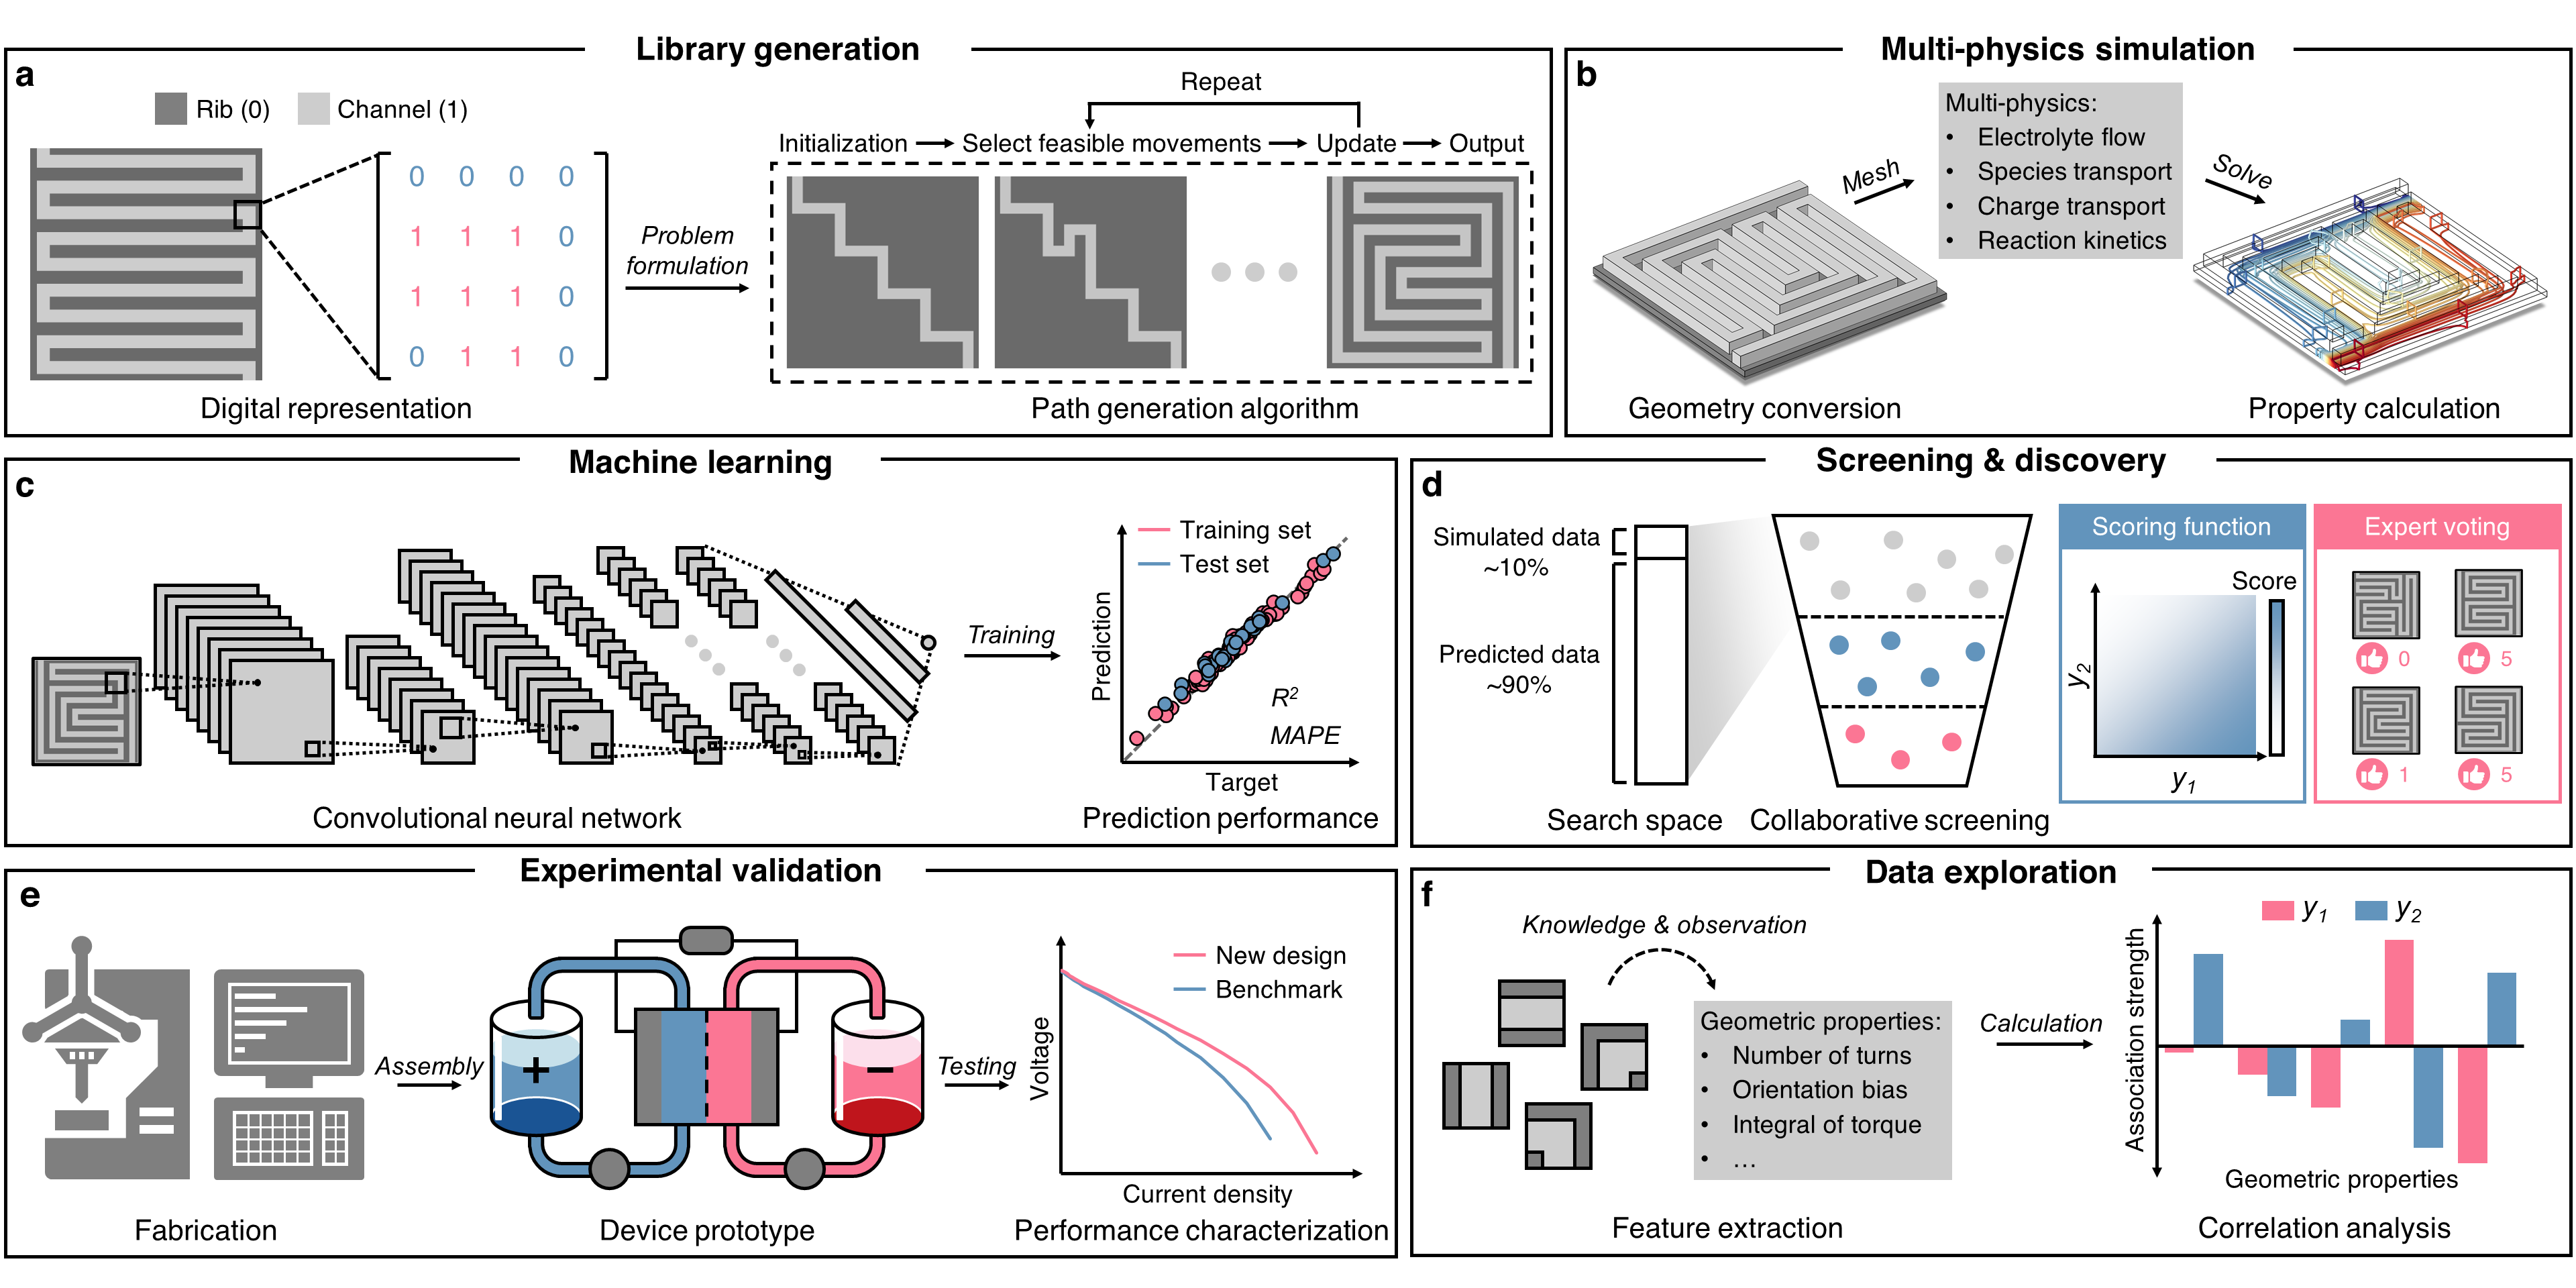 Library generation
a
Rib (0)
Channel (1)
0 0 0 0
1 1 1 0
1 1 1 0
0 1 1 0
Digital representation
Problem
formulation
Repeat
Initialization
Select feasible movements
Update
Output
Path generation algorithm
Multi-physics simulation
b
Mesh
Multi-physics:
• Electrolyte flow
• Species transport
• Charge transport
• Reaction kinetics
Solve
Geometry conversion
Property calculation
Machine learning
c
Convolutional neural network
Training
Training set
Test set
Prediction
R²
MAPE
Target
Prediction performance
Screening & discovery
d
Simulated data
~10%
Predicted data
~90%
Search space
Collaborative screening
Scoring function
Score
y₂
y₁
Expert voting
0
5
1
5
Experimental validation
e
Fabrication
Assembly
+
−
Device prototype
Testing
New design
Benchmark
Voltage
Current density
Performance characterization
Data exploration
f
Knowledge & observation
Geometric properties:
• Number of turns
• Orientation bias
• Integral of torque
• ...
Feature extraction
Calculation
y₁
y₂
Association strength
Geometric properties
Correlation analysis